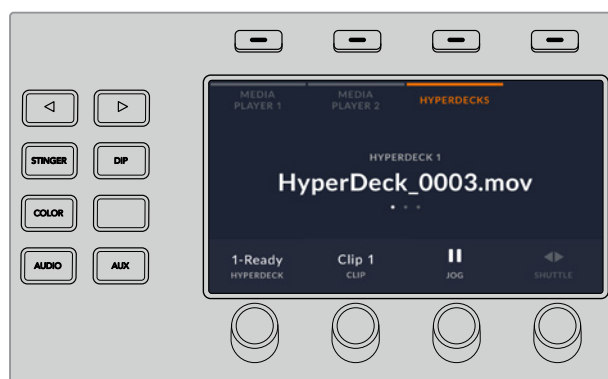 MEDIA
PLAYER 1
MEDIA
PLAYER 2
HYPERDECKS
STINGER
DIP
HYPERDECK 1
HyperDeck_0003.mov
COLOR
AUDIO
AUX
1-Ready
HYPERDECK
Clip 1
CLIP
JOG
SHUTTLE